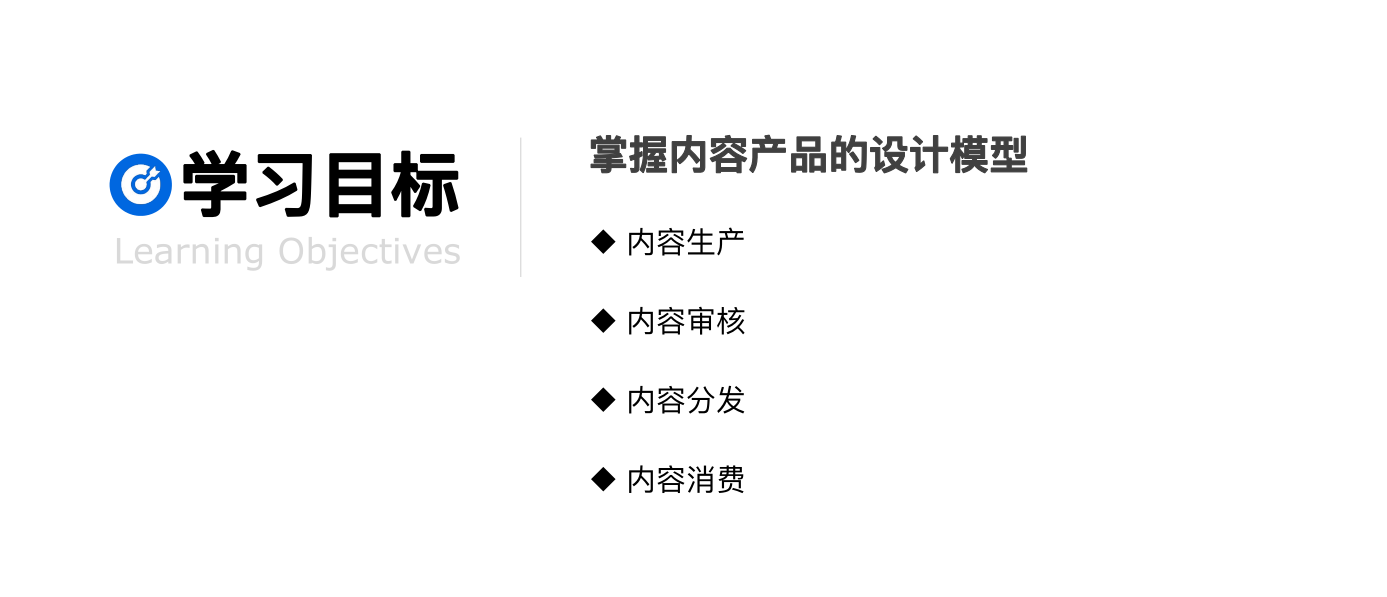 学习目标
Learning Objectives
掌握内容产品的设计模型
◆ 内容生产
◆ 内容审核
◆ 内容分发
◆ 内容消费